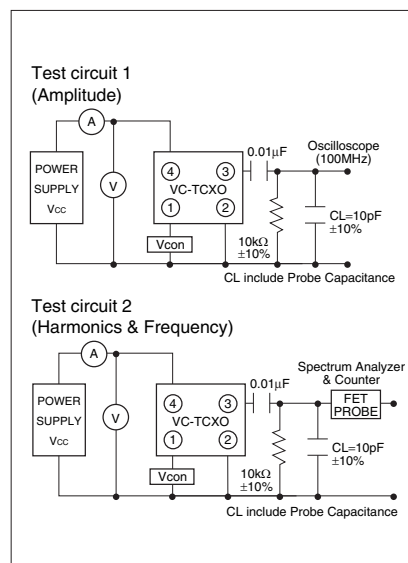 Test circuit 1
(Amplitude)
A
0.01μF
Oscilloscope
(100MHz)
POWER
SUPPLY
Vcc
V
4
3
VC-TCXO
1
2
Vcon
10kΩ
±10%
CL=10pF
±10%
CL include Probe Capacitance
Test circuit 2
(Harmonics & Frequency)
A
0.01μF
Spectrum Analyzer
& Counter
POWER
SUPPLY
Vcc
V
4
3
VC-TCXO
1
2
FET
PROBE
Vcon
10kΩ
±10%
CL=10pF
±10%
CL include Probe Capacitance